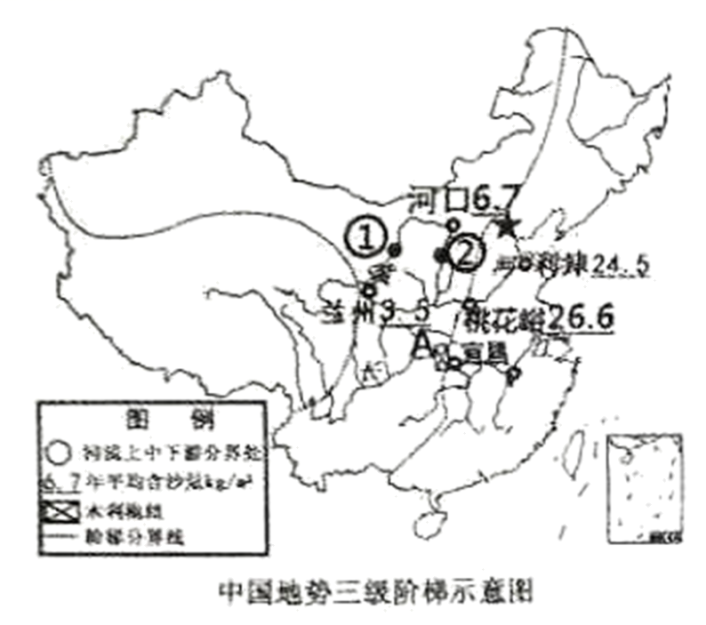 河口6.7
①
②
利津24.5
兰州3.5
桃花峪26.6
A
宜昌
江
长
黄
图 例
河流上中下游分界处
6.7年平均含沙量kg/m³
水利枢纽
阶梯分界线
中国地势三级阶梯示意图